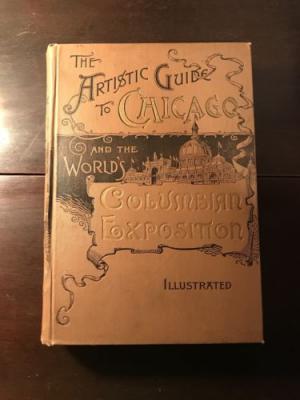 THE
ARTISTIC GUIDE
TO CHICAGO
AND THE
WORLD'S
COLUMBIAN
EXPOSITION
ILLUSTRATED